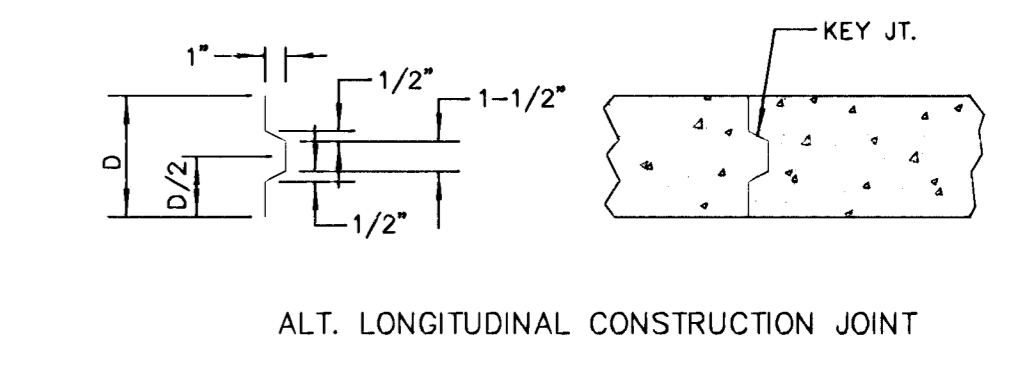 KEY JT.
1"
1/2"
1-1/2"
D
D/2
1/2"
ALT. LONGITUDINAL CONSTRUCTION JOINT